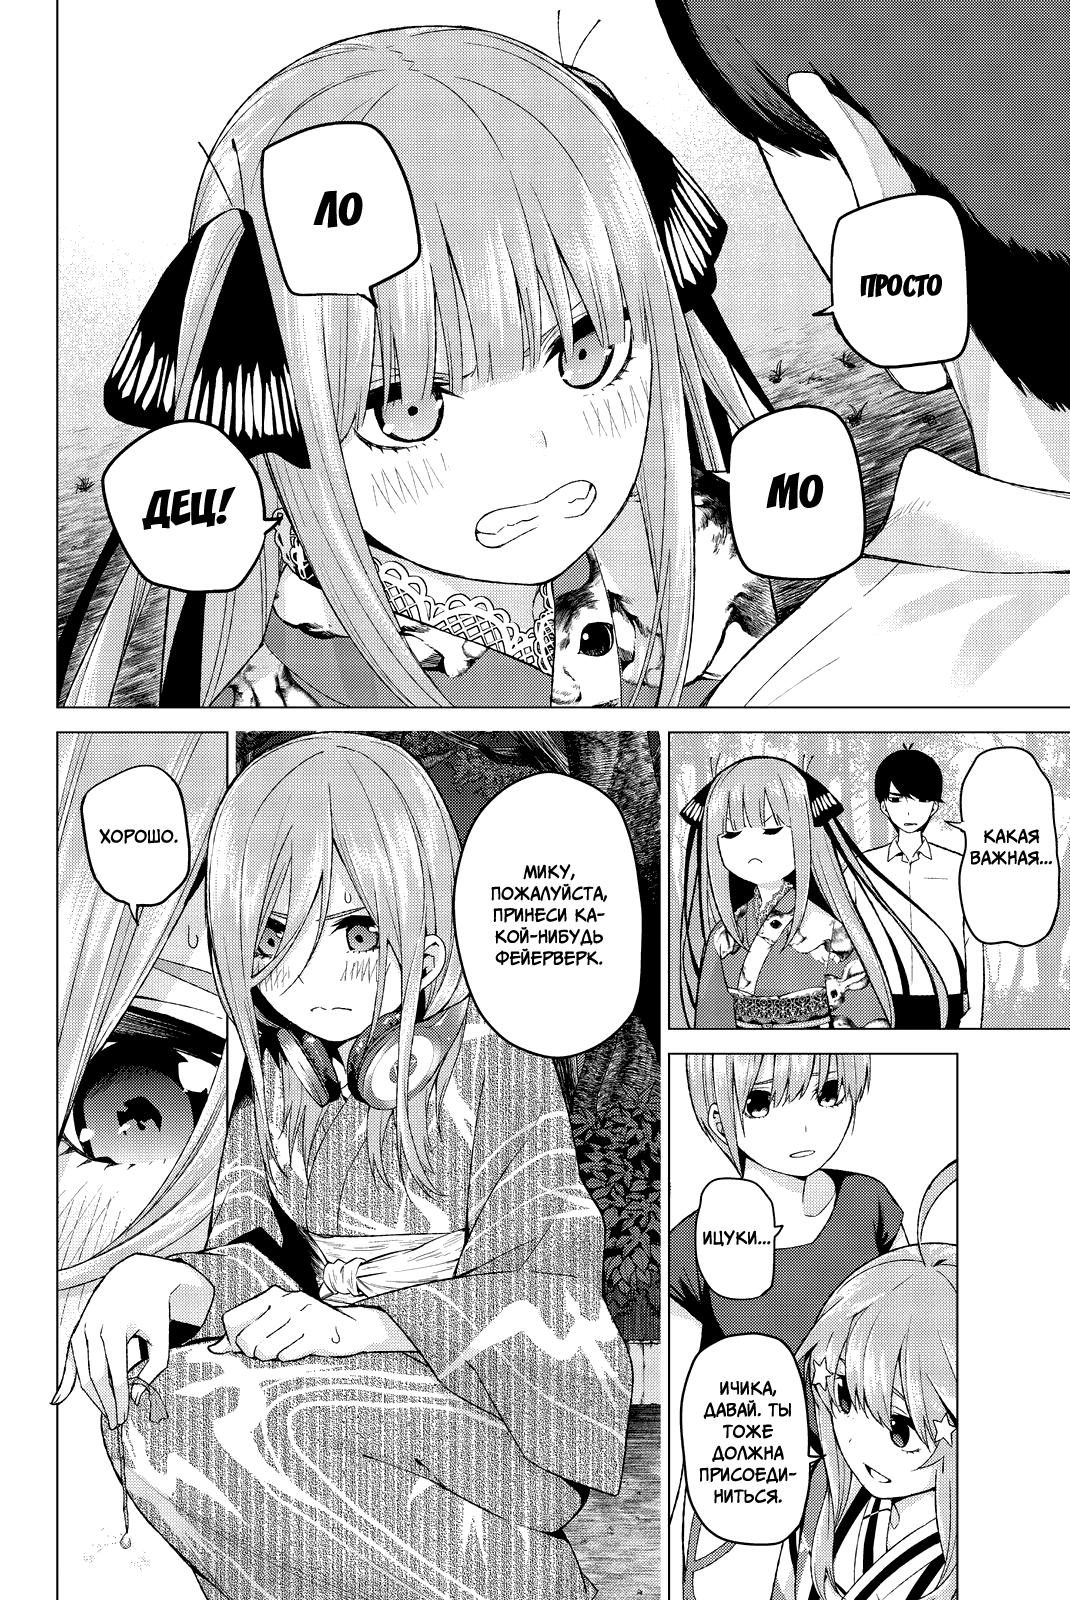 ПРОСТО
МО
ЛО
ДЕЦ!
КАКАЯ
ВАЖНАЯ...
ИЦУКИ...
ИЧИКА,
ДАВАЙ. ТЫ
ТОЖЕ
ДОЛЖНА
ПРИСОЕДИ-
НИТЬСЯ.
МИКУ,
ПОЖАЛУЙСТА,
ПРИНЕСИ КА-
КОЙ-НИБУДЬ
ФЕЙЕРВЕРК.
ХОРОШО.